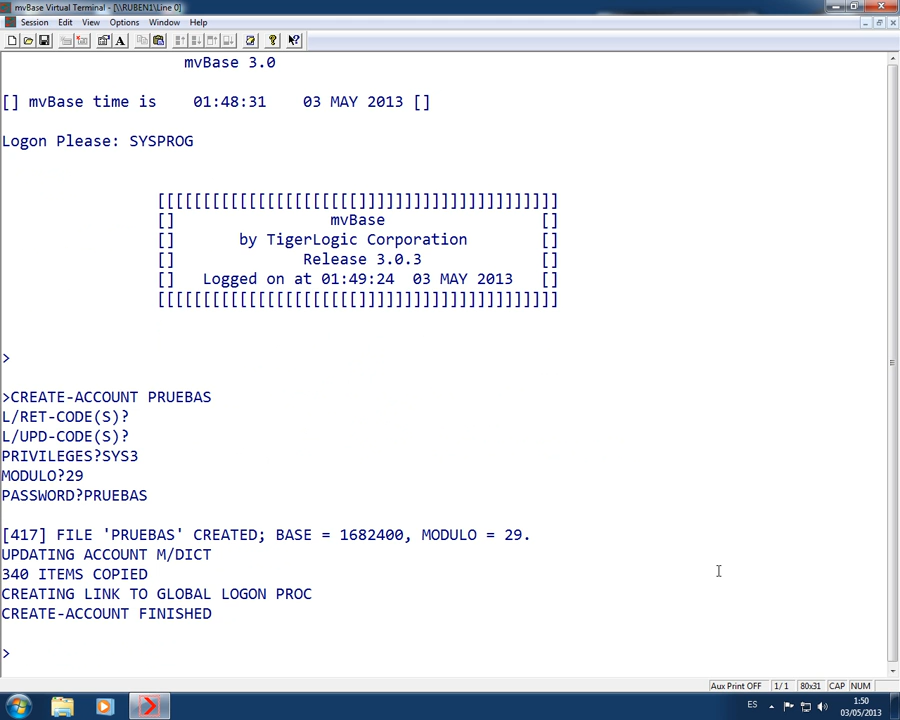 mvBase Virtual Terminal - [\\RUBEN1\Line 0]
Session Edit View Options Window Help
mvBase 3.0
[] mvBase time is 01:48:31 03 MAY 2013 []
Logon Please: SYSPROG
[[[[[[[[[[[[[[[[[[[[[[]]]]]]]]]]]]]]]]]]]]]]
[] mvBase []
[] by TigerLogic Corporation []
[] Release 3.0.3 []
[] Logged on at 01:49:24 03 MAY 2013 []
[[[[[[[[[[[[[[[[[[[[[[]]]]]]]]]]]]]]]]]]]]]]
>
>CREATE-ACCOUNT PRUEBAS
L/RET-CODE(S)?
L/UPD-CODE(S)?
PRIVILEGES?SYS3
MODULO?29
PASSWORD?PRUEBAS
[417] FILE 'PRUEBAS' CREATED; BASE = 1682400, MODULO = 29.
UPDATING ACCOUNT M/DICT
340 ITEMS COPIED
CREATING LINK TO GLOBAL LOGON PROC
CREATE-ACCOUNT FINISHED
>
Aux Print OFF 1/1 80x31 CAP NUM
ES 1:50
03/05/2013